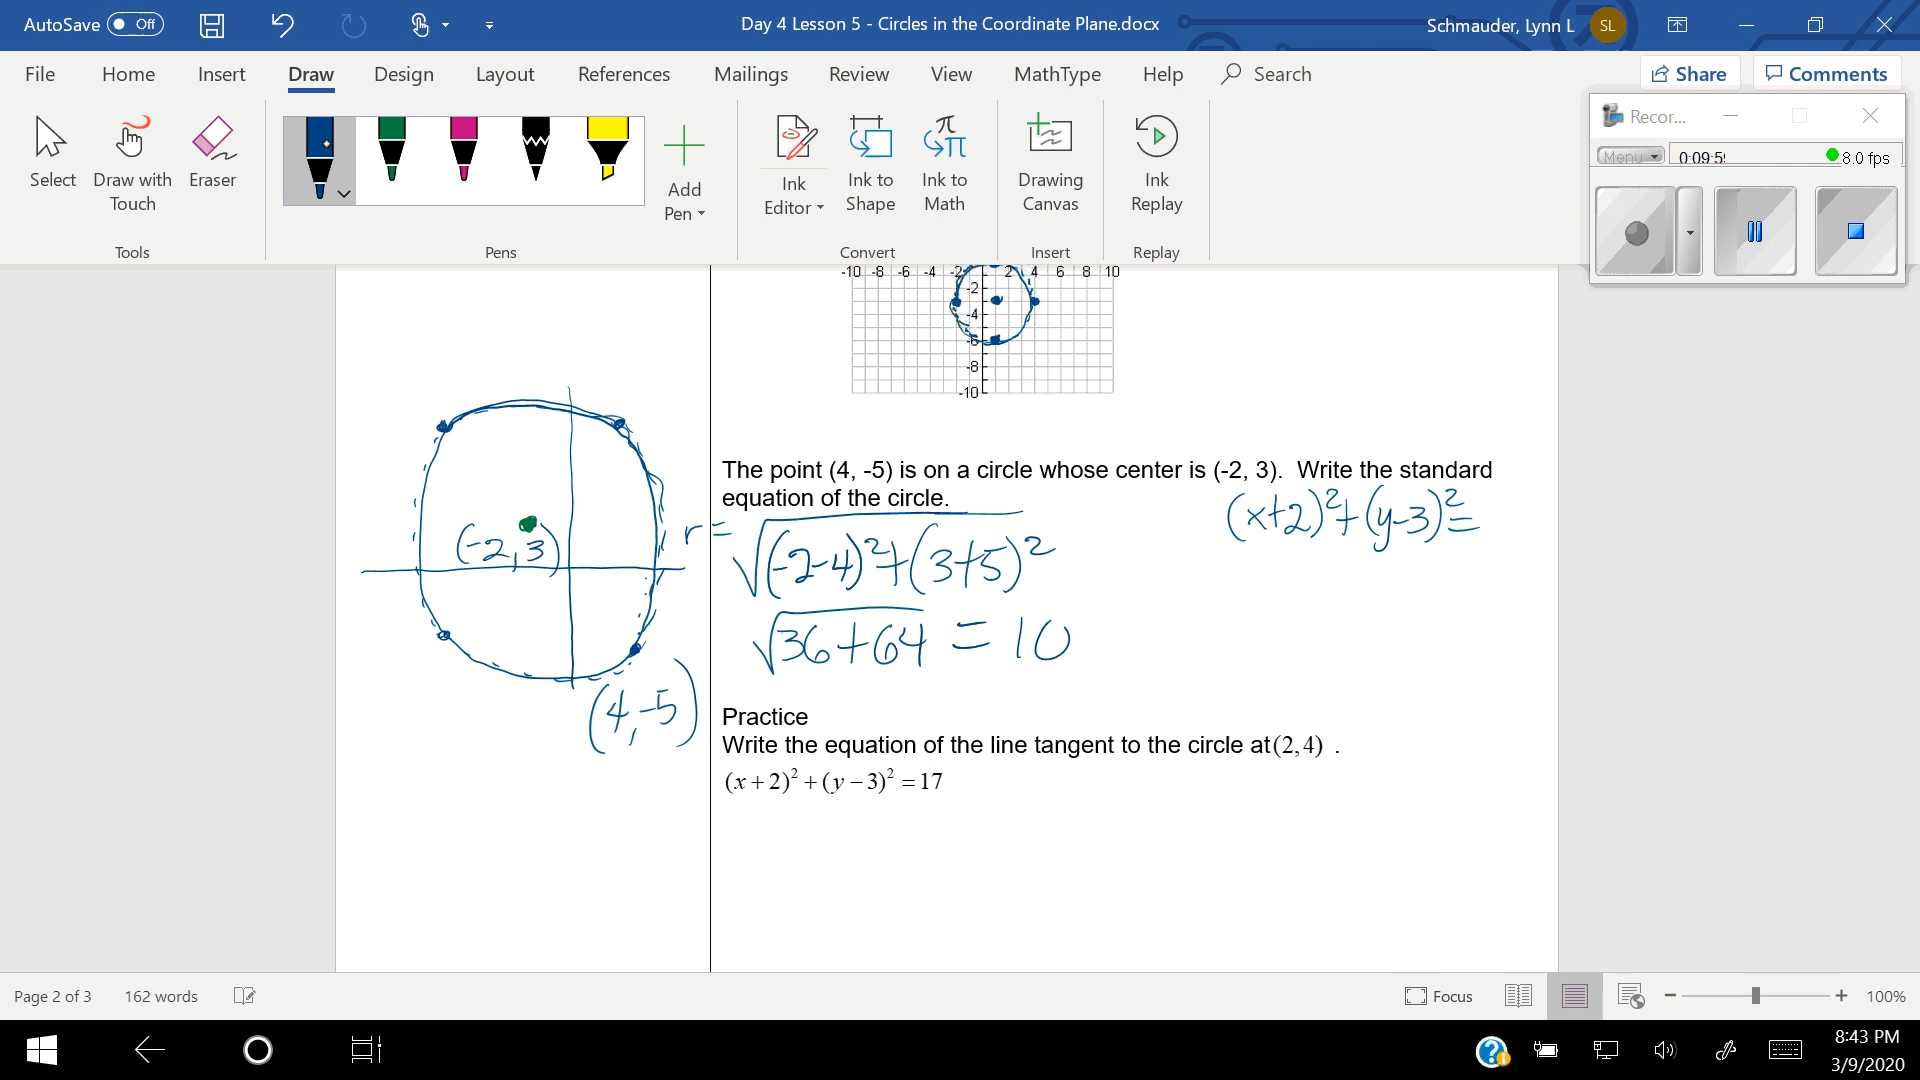 AutoSave Off
Day 4 Lesson 5 - Circles in the Coordinate Plane.docx
Schmauder, Lynn L SL
File Home Insert Draw Design Layout References Mailings Review View MathType Help Search
Share Comments
Recor...
Menu 0:09:5 8.0 fps
Select
Draw with Touch
Eraser
Add Pen
Ink Editor
Ink to Shape
Ink to Math
Drawing Canvas
Ink Replay
Tools Pens Convert Insert Replay
-10 -8 -6 -4 -2 2 4 6 8 10
-2
-4
-6
-8
-10
The point (4, -5) is on a circle whose center is (-2, 3). Write the standard
equation of the circle.
(x+2)²+(y-3)²=
r = √(-2-4)²+(3+5)²
(-2,3)
√36+64 = 10
(4,-5)
Practice
Write the equation of the line tangent to the circle at (2,4) .
(x+2)²+(y−3)²=17
Page 2 of 3 162 words Focus 100%
8:43 PM
3/9/2020